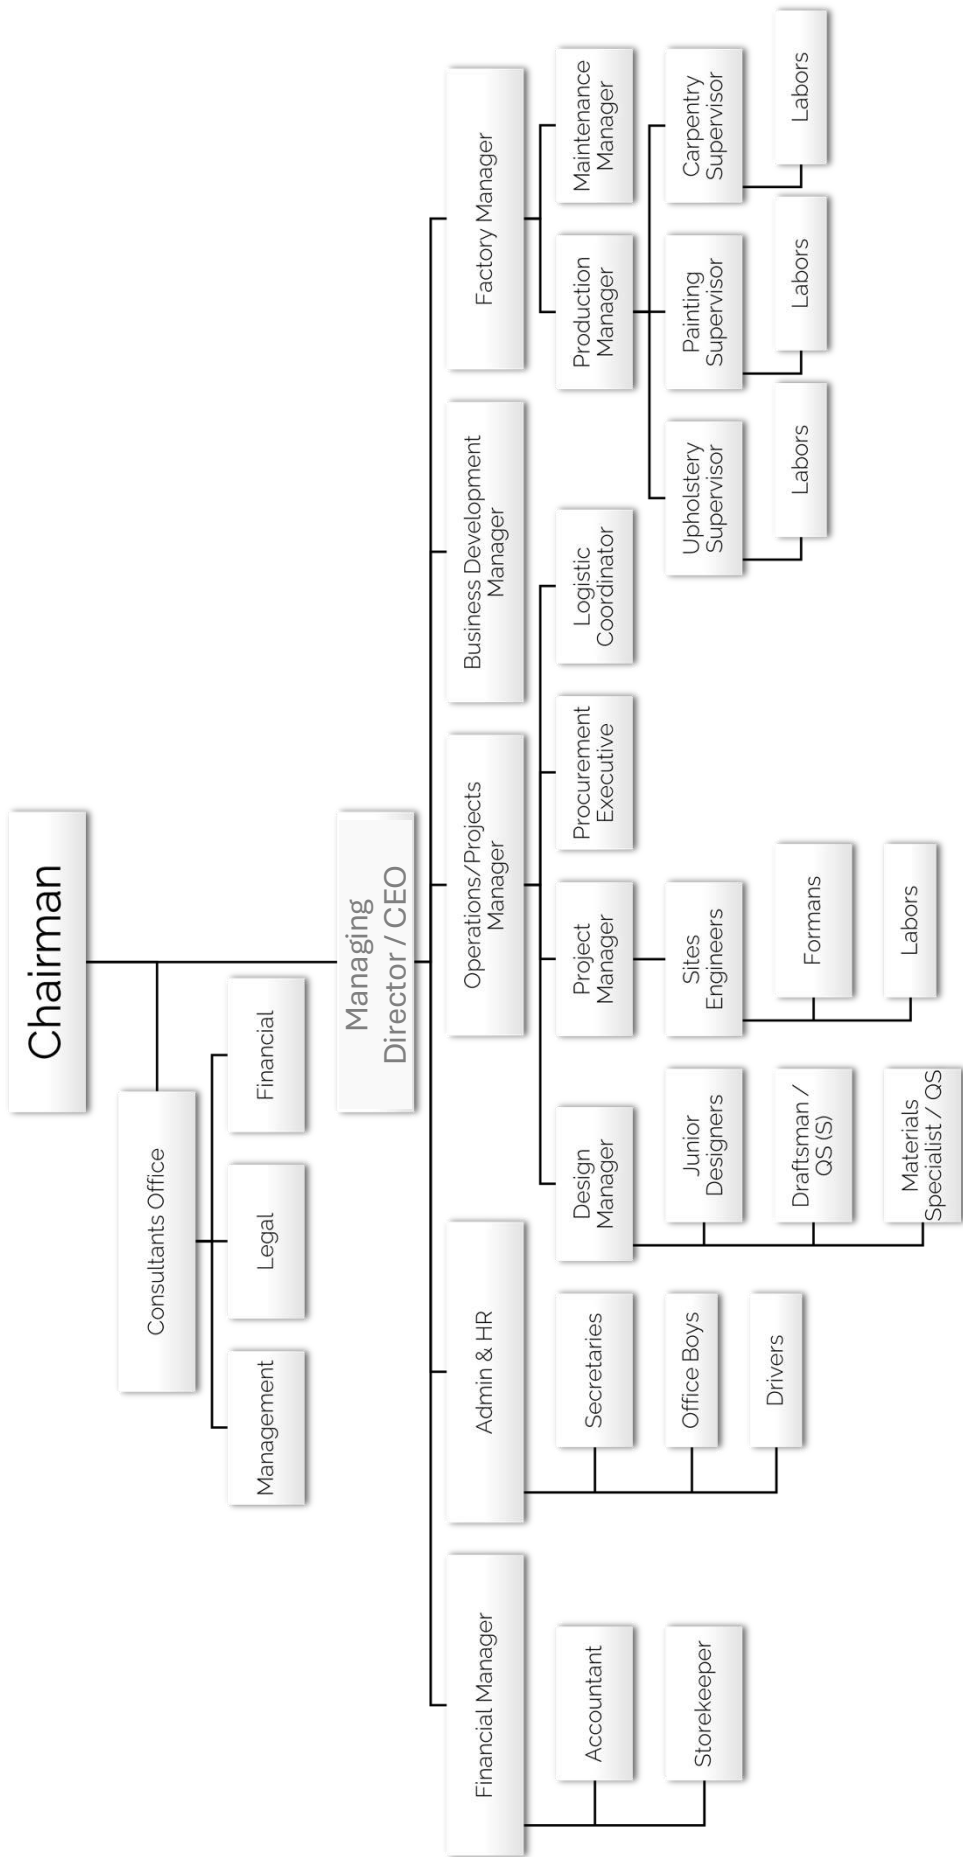 Chairman
Consultants Office
Management
Legal
Financial
Managing
Director / CEO
Financial Manager
Accountant
Storekeeper
Admin & HR
Secretaries
Office Boys
Drivers
Operations/Projects
Manager
Design
Manager
Junior
Designers
Draftsman /
QS (S)
Materials
Specialist / QS
Project
Manager
Sites
Engineers
Formans
Labors
Procurement
Executive
Logistic
Coordinator
Business Development
Manager
Factory Manager
Production
Manager
Upholstery
Supervisor
Labors
Painting
Supervisor
Labors
Carpentry
Supervisor
Labors
Maintenance
Manager